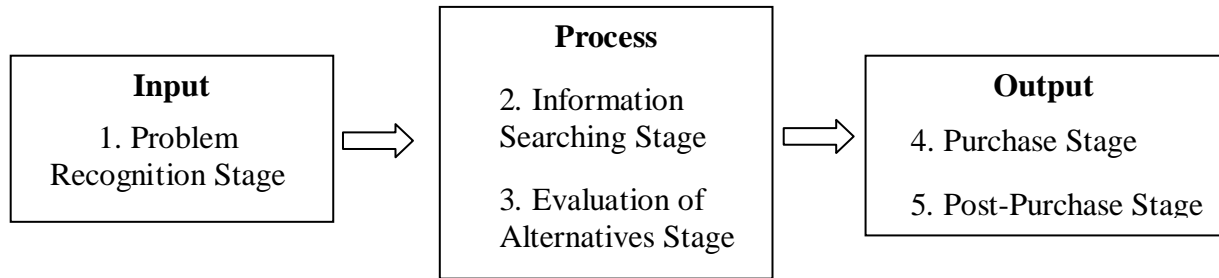 Input
1. Problem
Recognition Stage
Process
2. Information
Searching Stage
3. Evaluation of
Alternatives Stage
Output
4. Purchase Stage
5. Post-Purchase Stage